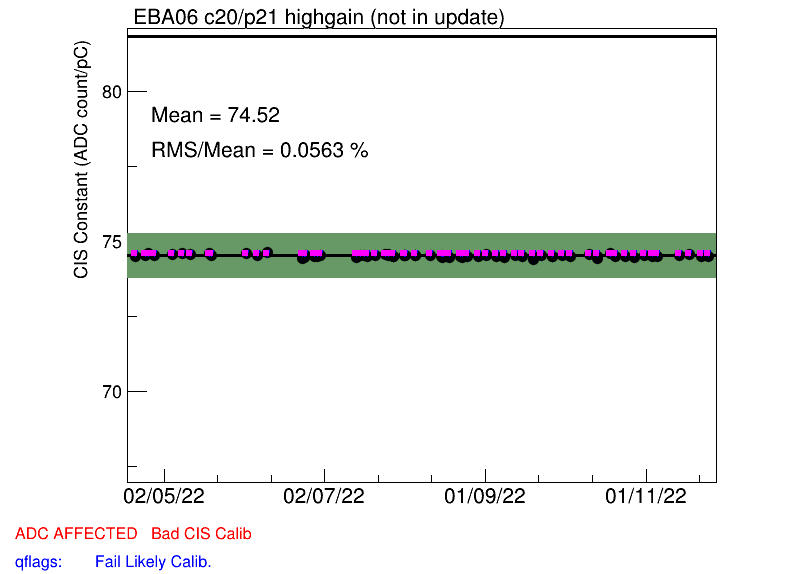 EBA06 c20/p21 highgain (not in update)
CIS Constant (ADC count/pC)
80
75
70
Mean = 74.52
RMS/Mean = 0.0563 %
02/05/22 02/07/22 01/09/22 01/11/22
ADC AFFECTED Bad CIS Calib
qflags: Fail Likely Calib.